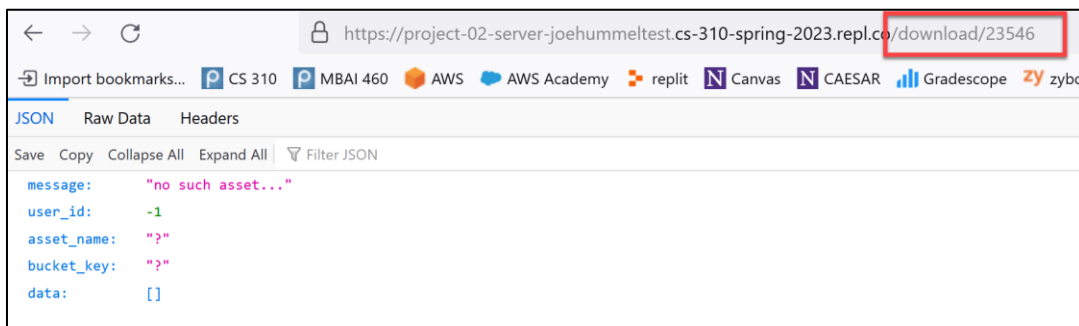 https://project-02-server-joehummeltest.cs-310-spring-2023.repl.co/download/23546
Import bookmarks... CS 310 MBAI 460 AWS AWS Academy replit N Canvas N CAESAR Gradescope zy zybo
JSON Raw Data Headers
Save Copy Collapse All Expand All Filter JSON
message: "no such asset..."
user_id: -1
asset_name: "?"
bucket_key: "?"
data: []